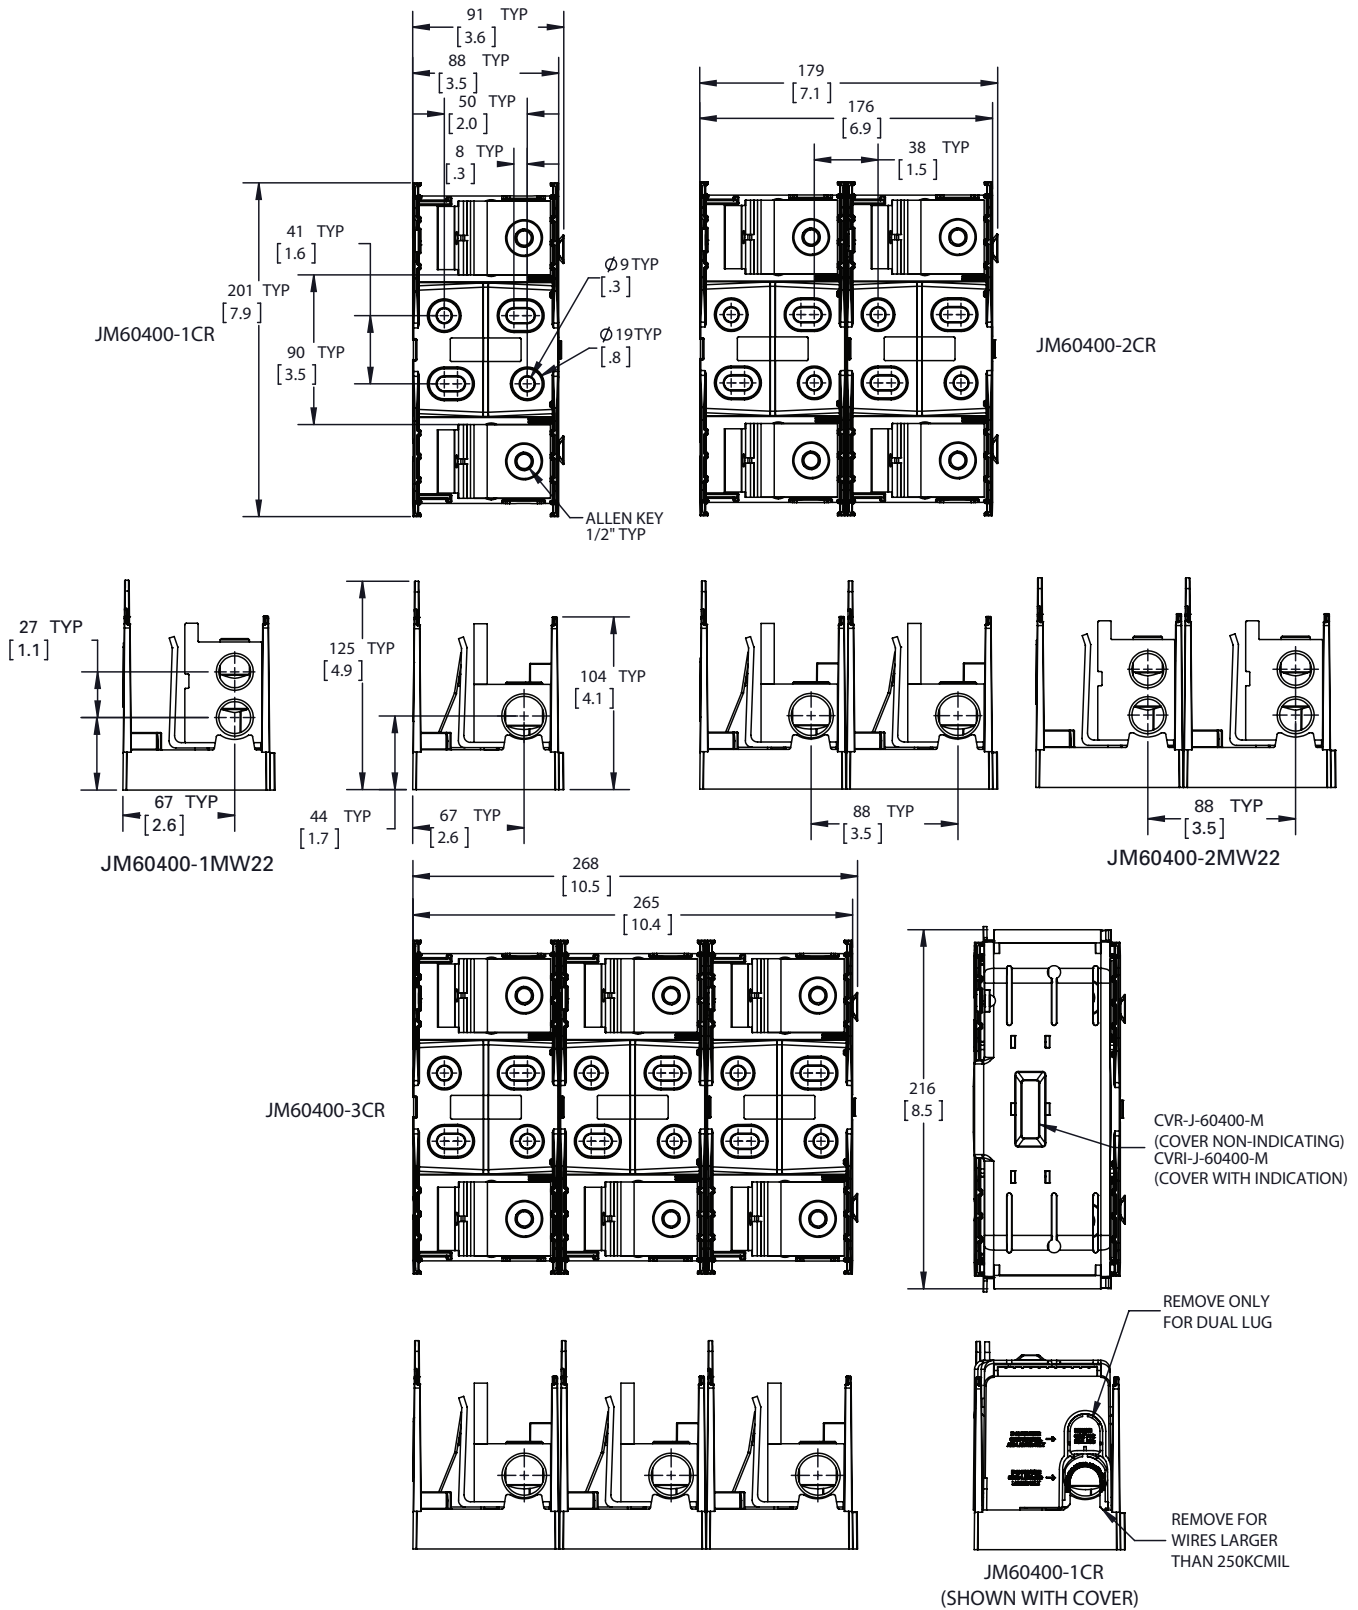 91 TYP
[3.6]
88 TYP
[3.5]
50 TYP
[2.0]
8 TYP
[.3]
41 TYP
[1.6]
201 TYP
[7.9]
90 TYP
[3.5]
Ø9 TYP
[.3]
Ø19TYP
[.8]
ALLEN KEY
1/2" TYP
JM60400-1CR
179
[7.1]
176
[6.9]
38 TYP
[1.5]
JM60400-2CR
27 TYP
[1.1]
67 TYP
[2.6]
JM60400-1MW22
125 TYP
[4.9]
104 TYP
[4.1]
44 TYP
[1.7]
67 TYP
[2.6]
88 TYP
[3.5]
88 TYP
[3.5]
JM60400-2MW22
268
[10.5]
265
[10.4]
JM60400-3CR
216
[8.5]
CVR-J-60400-M
(COVER NON-INDICATING)
CVRI-J-60400-M
(COVER WITH INDICATION)
REMOVE ONLY
FOR DUAL LUG
REMOVE FOR
WIRES LARGER
THAN 250KCMIL
JM60400-1CR
(SHOWN WITH COVER)